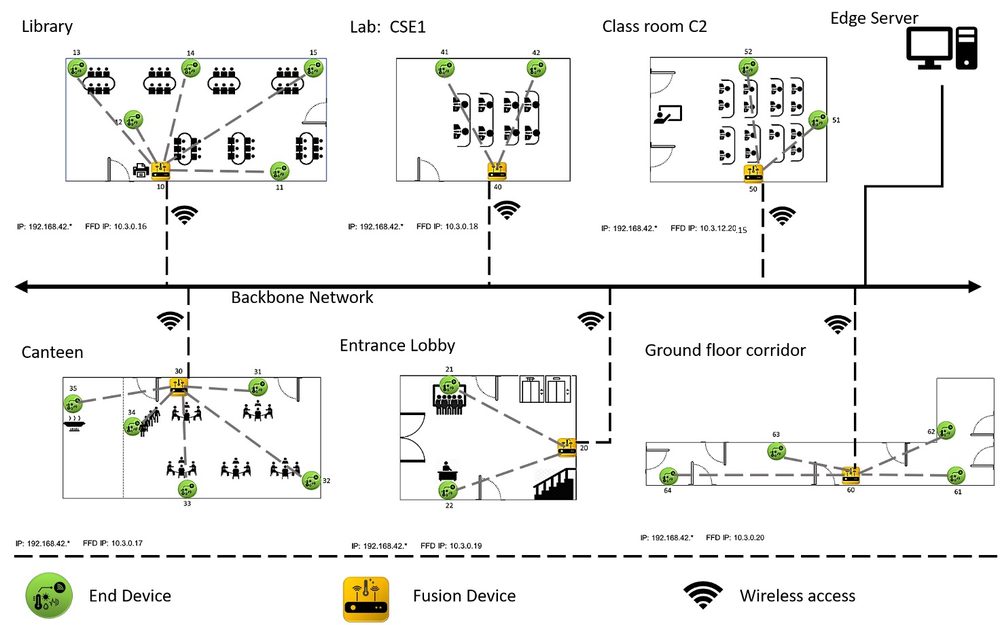 Library
Lab: CSE1
Class room C2
Edge Server
13
14
15
12
11
10
41
42
40
52
51
50
IP: 192.168.42.* FFD IP: 10.3.0.16
IP: 192.168.42.* FFD IP: 10.3.0.18
IP: 192.168.42.* FFD IP: 10.3.12.20.15
Backbone Network
Canteen
Entrance Lobby
Ground floor corridor
30
31
35
34
32
33
21
20
22
62
63
64
60
61
IP: 192.168.42.* FFD IP: 10.3.0.17
IP: 192.168.42.* FFD IP: 10.3.0.19
IP: 192.168.42.* FFD IP: 10.3.0.20
End Device
Fusion Device
Wireless access